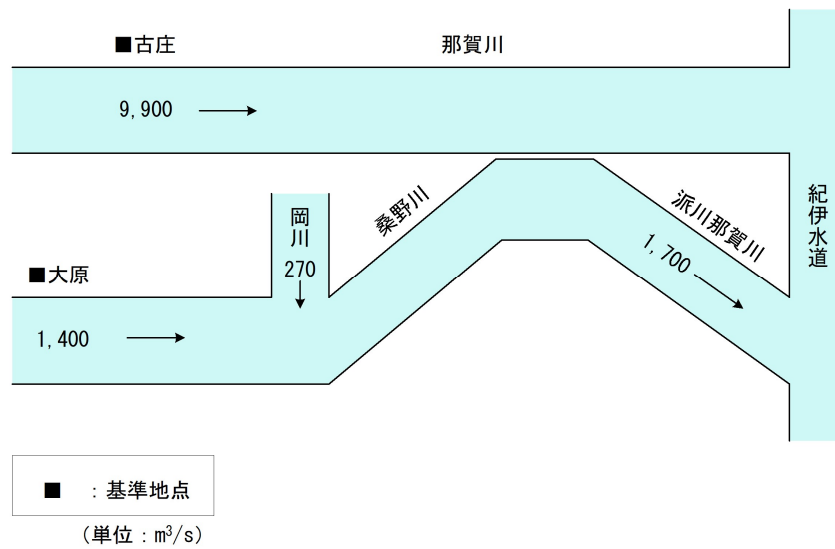 ■古庄
那賀川
9,900
桑野川
派川那賀川
紀伊水道
岡川
270
1,700
■大原
1,400
■ ：基準地点
（単位：m³/s）